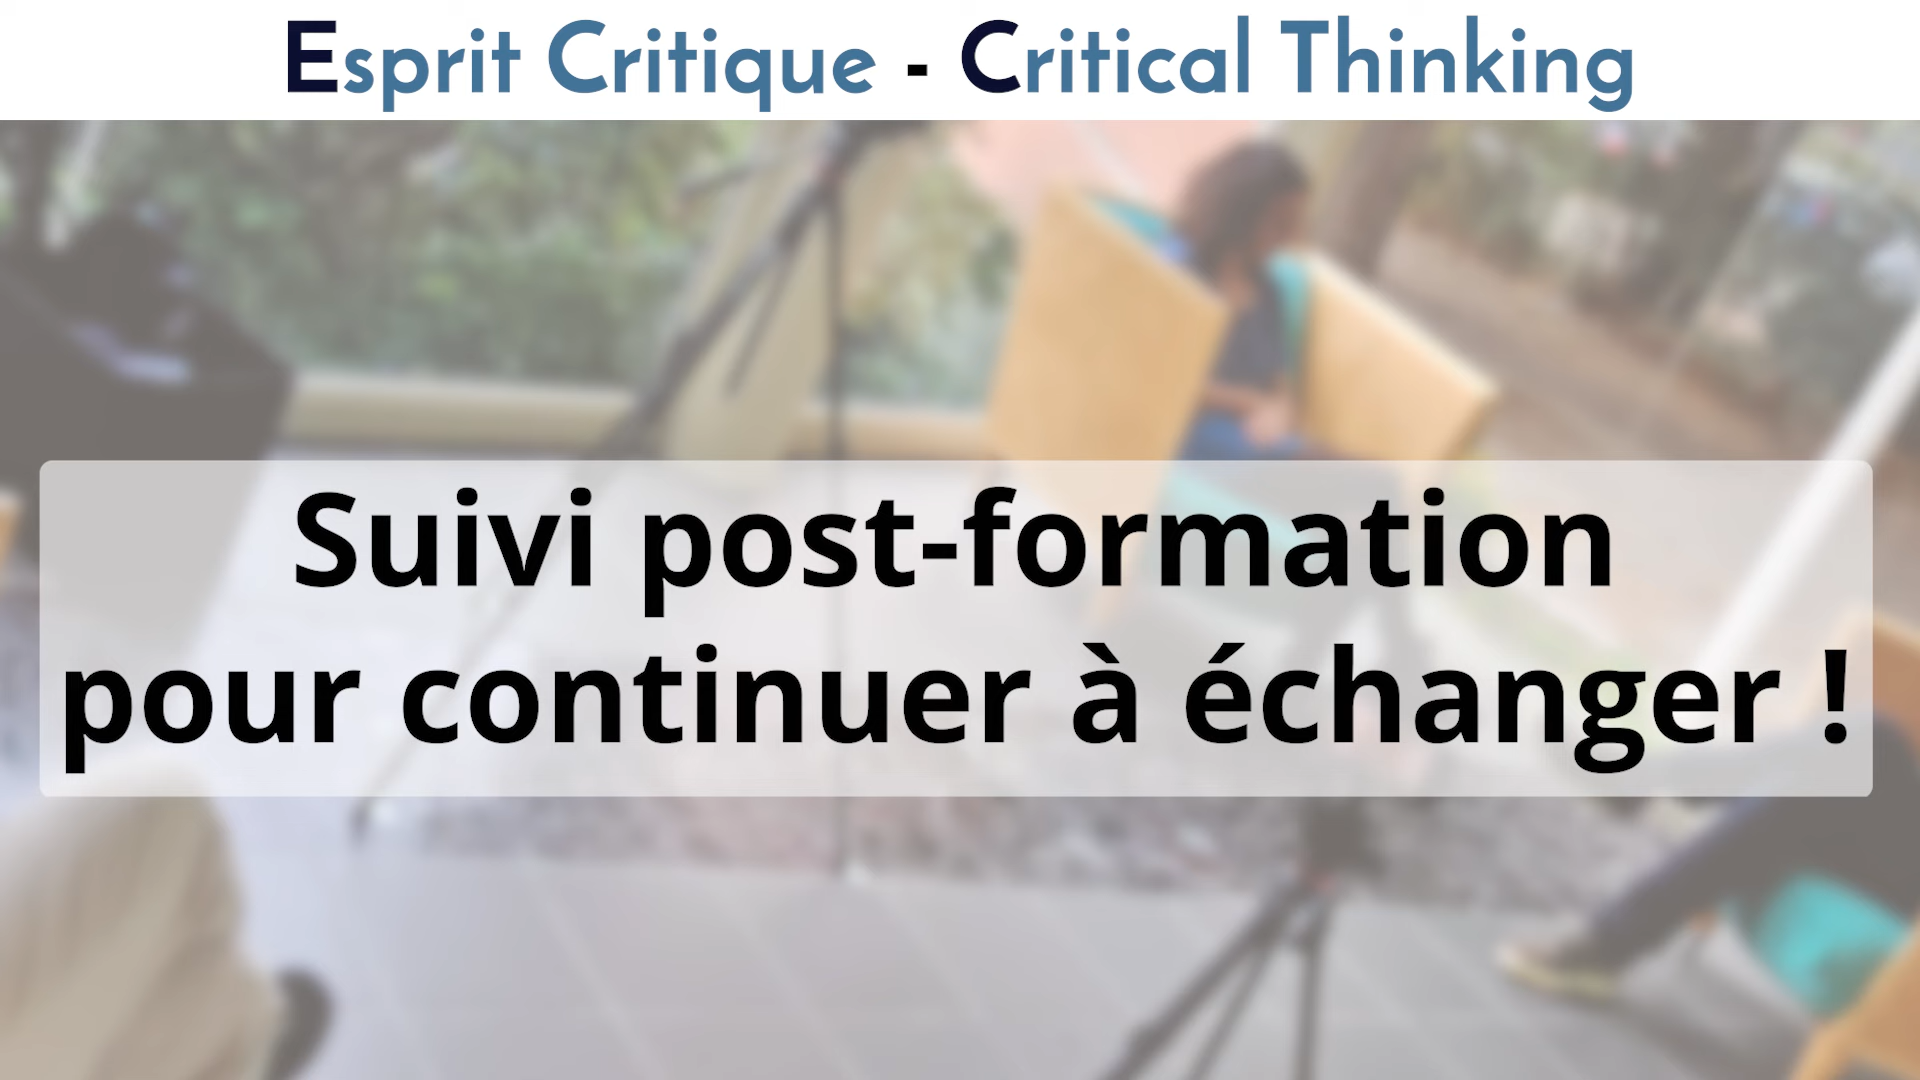 Esprit Critique - Critical Thinking
Suivi post-formation
pour continuer à échanger !